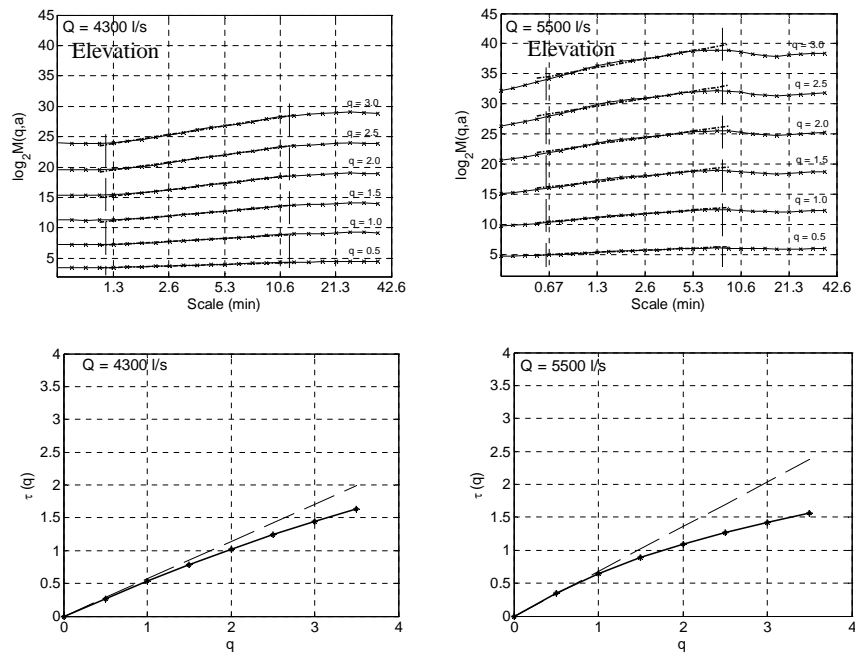 Q = 4300 l/s
Elevation
log2M(q,a)
45
40
35
30
25
20
15
10
5
q = 3.0
q = 2.5
q = 2.0
q = 1.5
q = 1.0
q = 0.5
1.3 2.6 5.3 10.6 21.3 42.6
Scale (min)
Q = 5500 l/s
Elevation
log2M(q,a)
45
40
35
30
25
20
15
10
5
q = 3.0
q = 2.5
q = 2.0
q = 1.5
q = 1.0
q = 0.5
0.67 1.3 2.6 5.3 10.6 21.3 42.6
Scale (min)
Q = 4300 l/s
τ (q)
4
3.5
3
2.5
2
1.5
1
0.5
0
0 1 2 3 4
q
Q = 5500 l/s
τ (q)
4
3.5
3
2.5
2
1.5
1
0.5
0
0 1 2 3 4
q